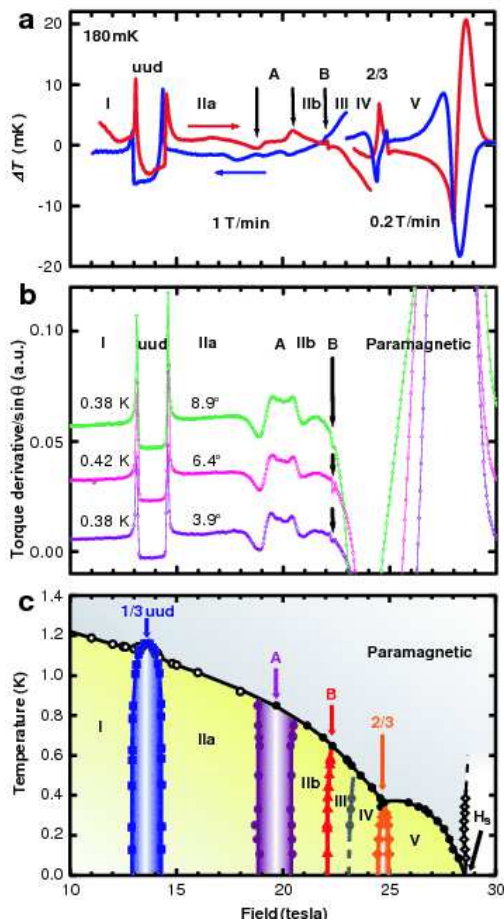 a
180mK
uud
A
B
2/3
I
IIa
IIb
III
IV
V
1 T/min
0.2T/min
ΔT (mK)
20
10
0
-10
-20
b
I
uud
IIa
A
IIb
B
Paramagnetic
0.38 K
8.9°
0.42 K
6.4°
0.38 K
3.9°
Torque derivative/sinθ (a.u.)
0.10
0.05
0.00
c
1/3 uud
A
B
2/3
Paramagnetic
I
IIa
IIb
III
IV
V
Hs
Temperature (K)
1.4
1.2
1.0
0.8
0.6
0.4
0.2
0.0
10
15
20
25
30
Field(tesla)